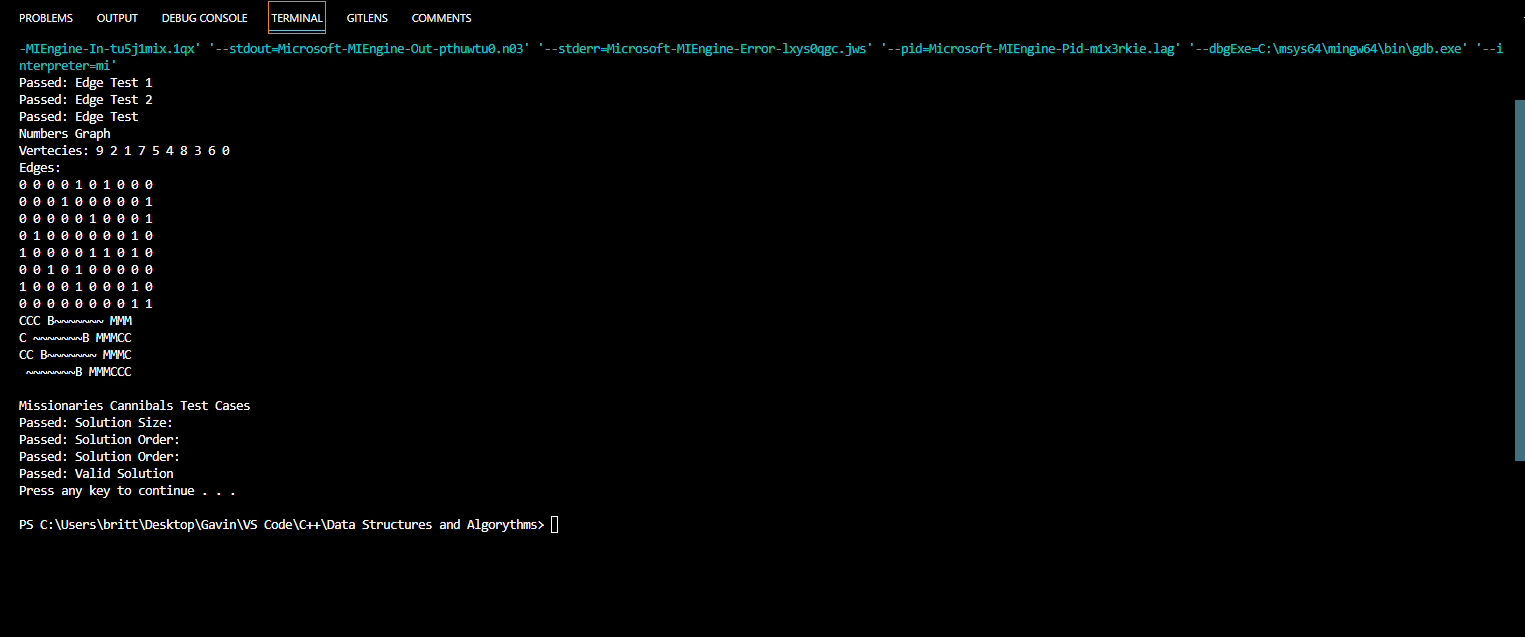 PROBLEMS OUTPUT DEBUG CONSOLE TERMINAL GITLENS COMMENTS
-MIEngine-In-tu5j1mix.1qx' '--stdout=Microsoft-MIEngine-Out-pthuwtu0.n03' '--stderr=Microsoft-MIEngine-Error-lxys0qgc.jws' '--pid=Microsoft-MIEngine-Pid-m1x3rkie.lag' '--dbgExe=C:\msys64\mingw64\bin\gdb.exe' '--i
nterpreter=mi'
Passed: Edge Test 1
Passed: Edge Test 2
Passed: Edge Test
Numbers Graph
Vertecies: 9 2 1 7 5 4 8 3 6 0
Edges:
0 0 0 0 1 0 1 0 0 0
0 0 0 1 0 0 0 0 0 1
0 0 0 0 0 1 0 0 0 1
0 1 0 0 0 0 0 0 1 0
1 0 0 0 0 1 1 0 1 0
0 0 1 0 1 0 0 0 0 0
1 0 0 0 1 0 0 0 1 0
0 0 0 0 0 0 0 0 1 1
CCC B~~~~~~~ MMM
C ~~~~~~~B MMMCC
CC B~~~~~~~ MMMC
~~~~~~~B MMMCCC
Missionaries Cannibals Test Cases
Passed: Solution Size:
Passed: Solution Order:
Passed: Solution Order:
Passed: Valid Solution
Press any key to continue . . .
PS C:\Users\britt\Desktop\Gavin\VS Code\C++\Data Structures and Algorythms>